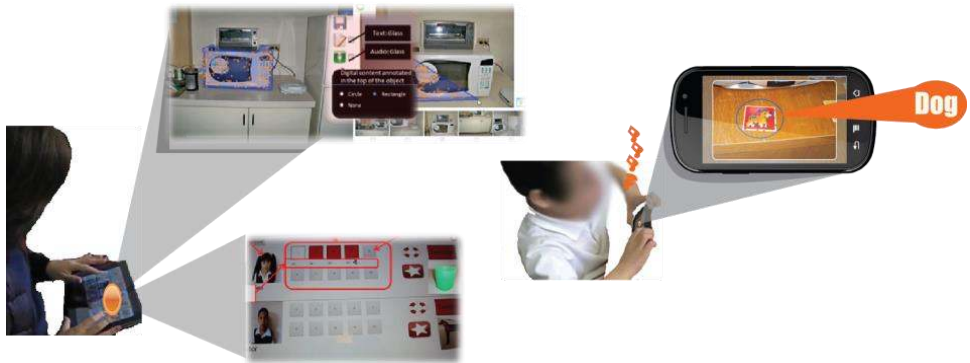 Text:Glass
Audio:Glass
Digital content annotated
in the top of the object
Circle
Rectangle
None
Dog